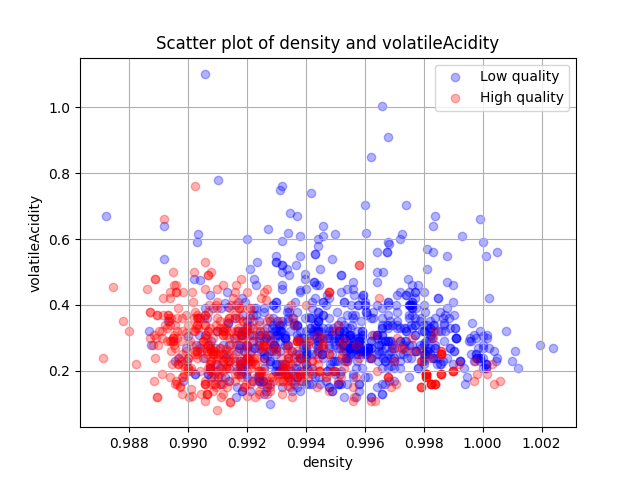 Scatter plot of density and volatileAcidity
Low quality
High quality
1.0
0.8
0.6
0.4
0.2
volatileAcidity
0.988 0.990 0.992 0.994 0.996 0.998 1.000 1.002
density